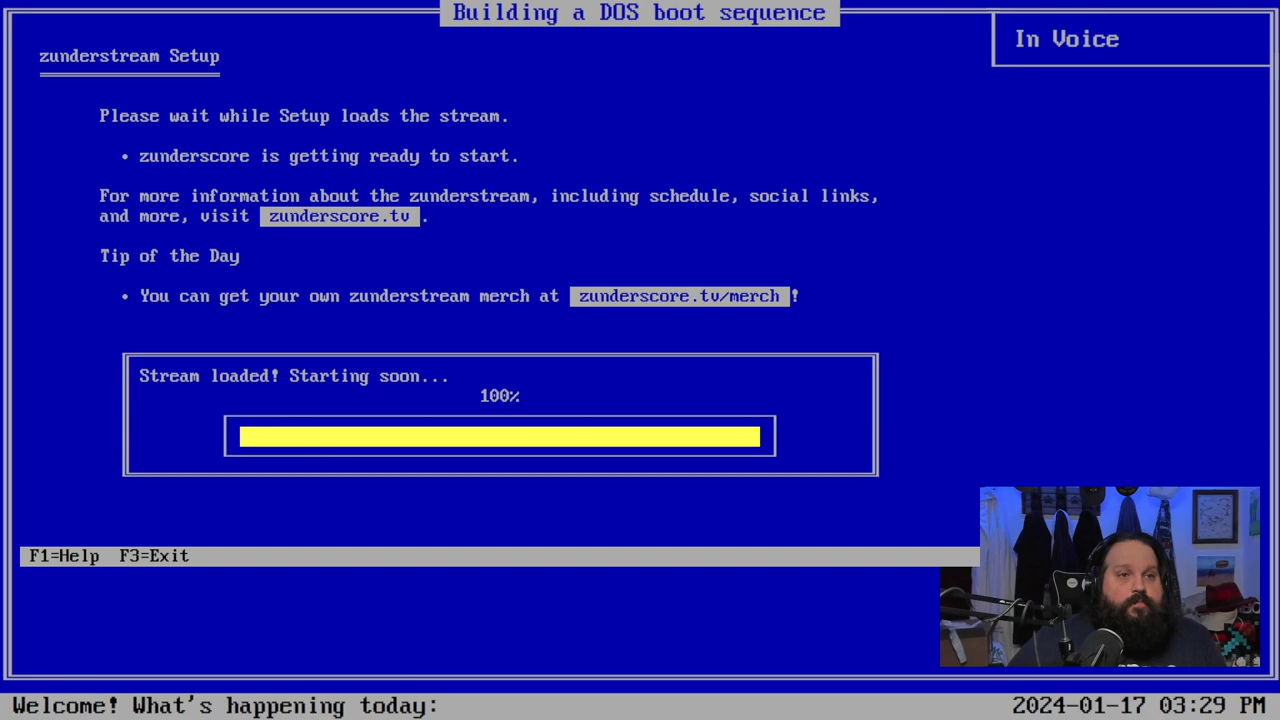 Building a DOS boot sequence
In Voice
zunderstream Setup
Please wait while Setup loads the stream.
• zunderscore is getting ready to start.
For more information about the zunderstream, including schedule, social links,
and more, visit zunderscore.tv .
Tip of the Day
• You can get your own zunderstream merch at zunderscore.tv/merch !
Stream loaded! Starting soon...
100%
F1=Help F3=Exit
Welcome! What's happening today:
2024-01-17 03:29 PM